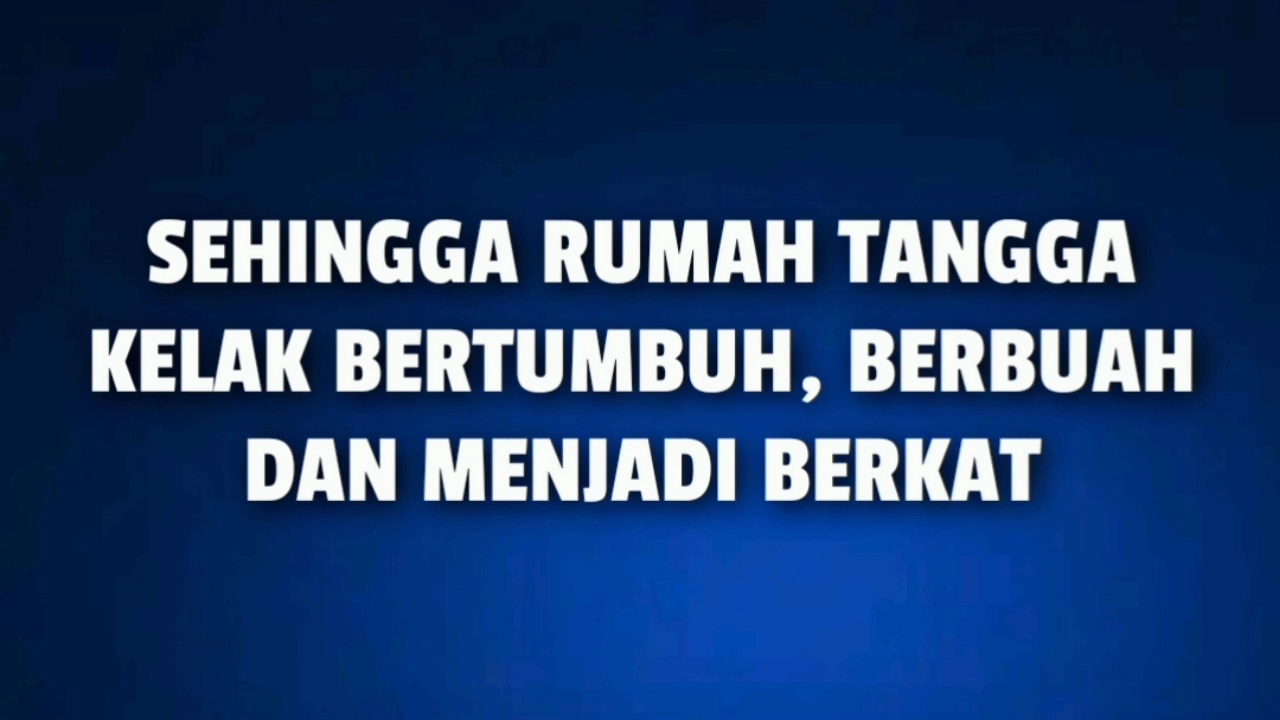 SEHINGGA RUMAH TANGGA
KELAK BERTUMBUH, BERBUAH
DAN MENJADI BERKAT